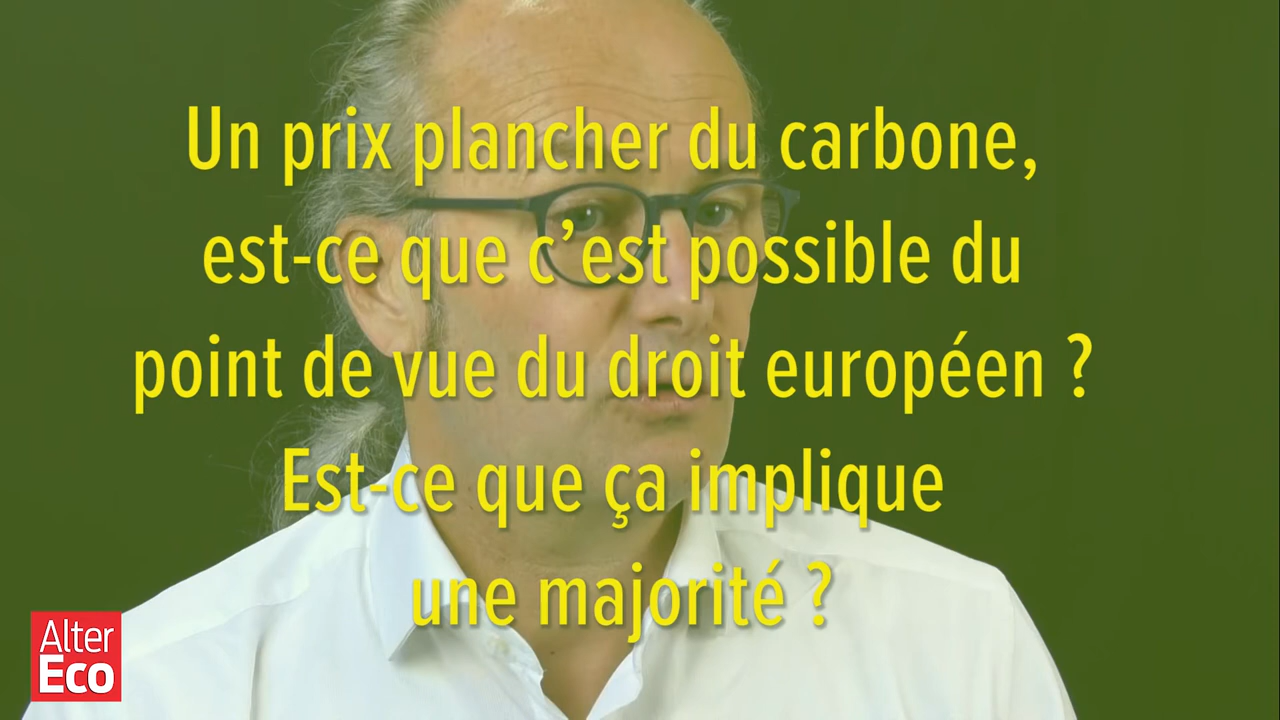 Un prix plancher du carbone,
est-ce que c’est possible du
point de vue du droit européen ?
Est-ce que ça implique
une majorité ?
Alter
Eco